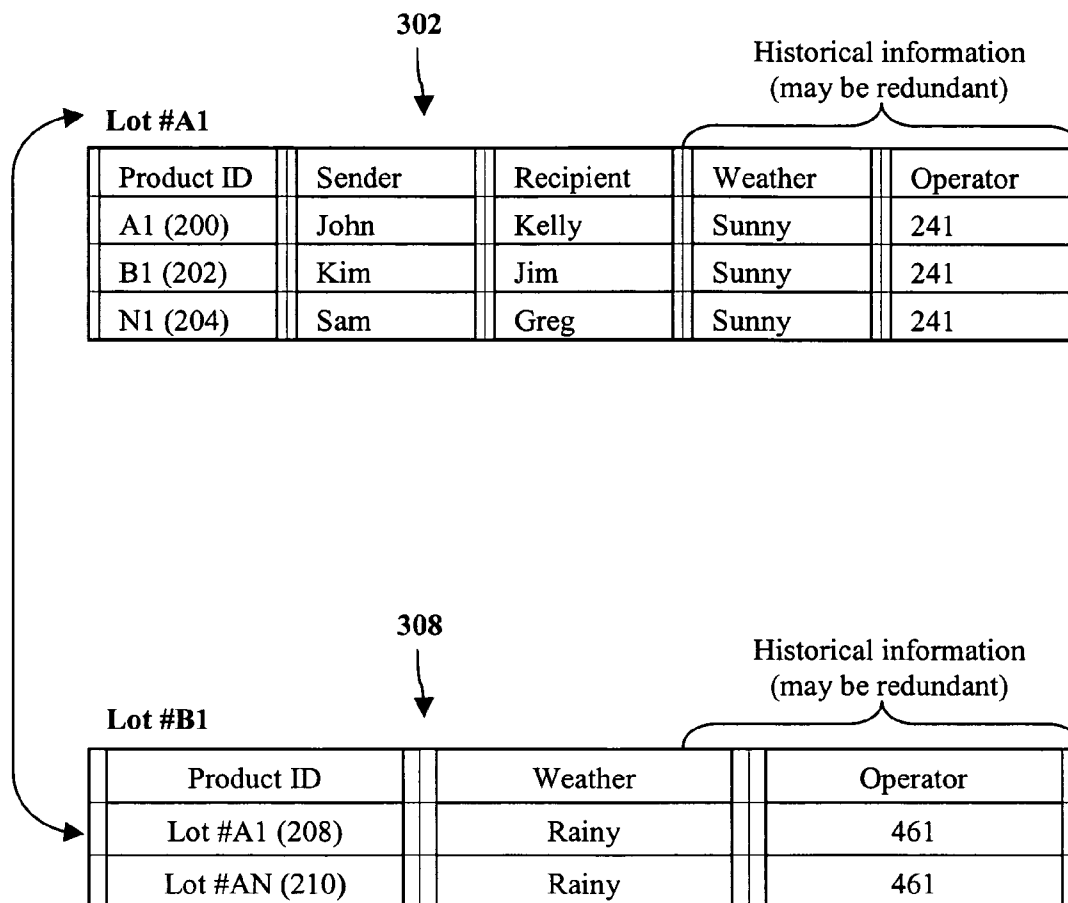 302
Historical information
(may be redundant)
Lot #A1
Product ID Sender Recipient Weather Operator
A1 (200) John Kelly Sunny 241
B1 (202) Kim Jim Sunny 241
N1 (204) Sam Greg Sunny 241
308
Historical information
(may be redundant)
Lot #B1
Product ID Weather Operator
Lot #A1 (208) Rainy 461
Lot #AN (210) Rainy 461